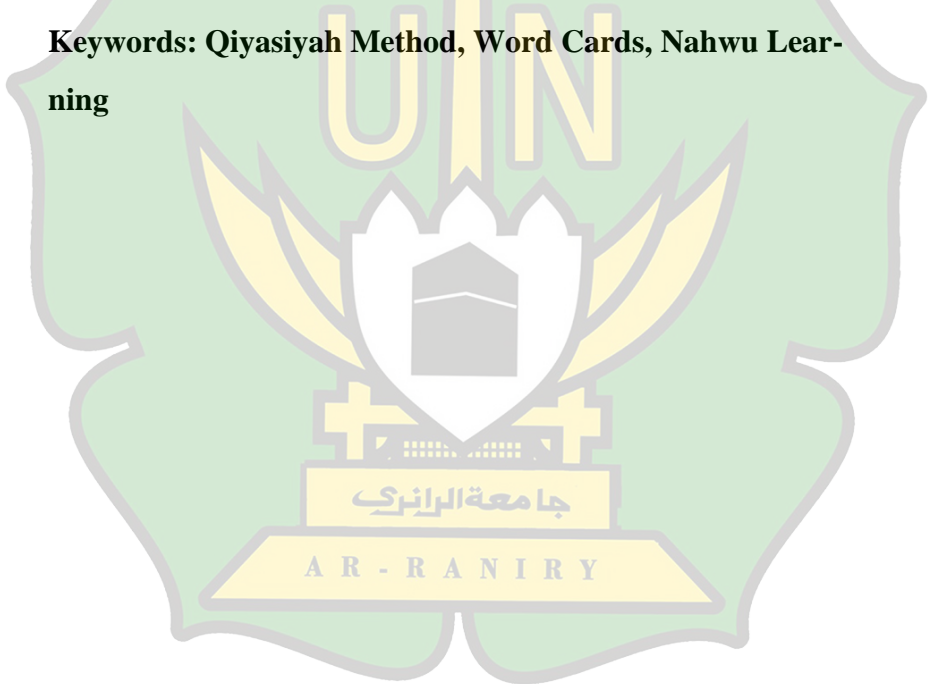 Keywords: Qiyasiyah Method, Word Cards, Nahwu Lear-
ning
UIN
جامعة الرانري
AR-RANIRY